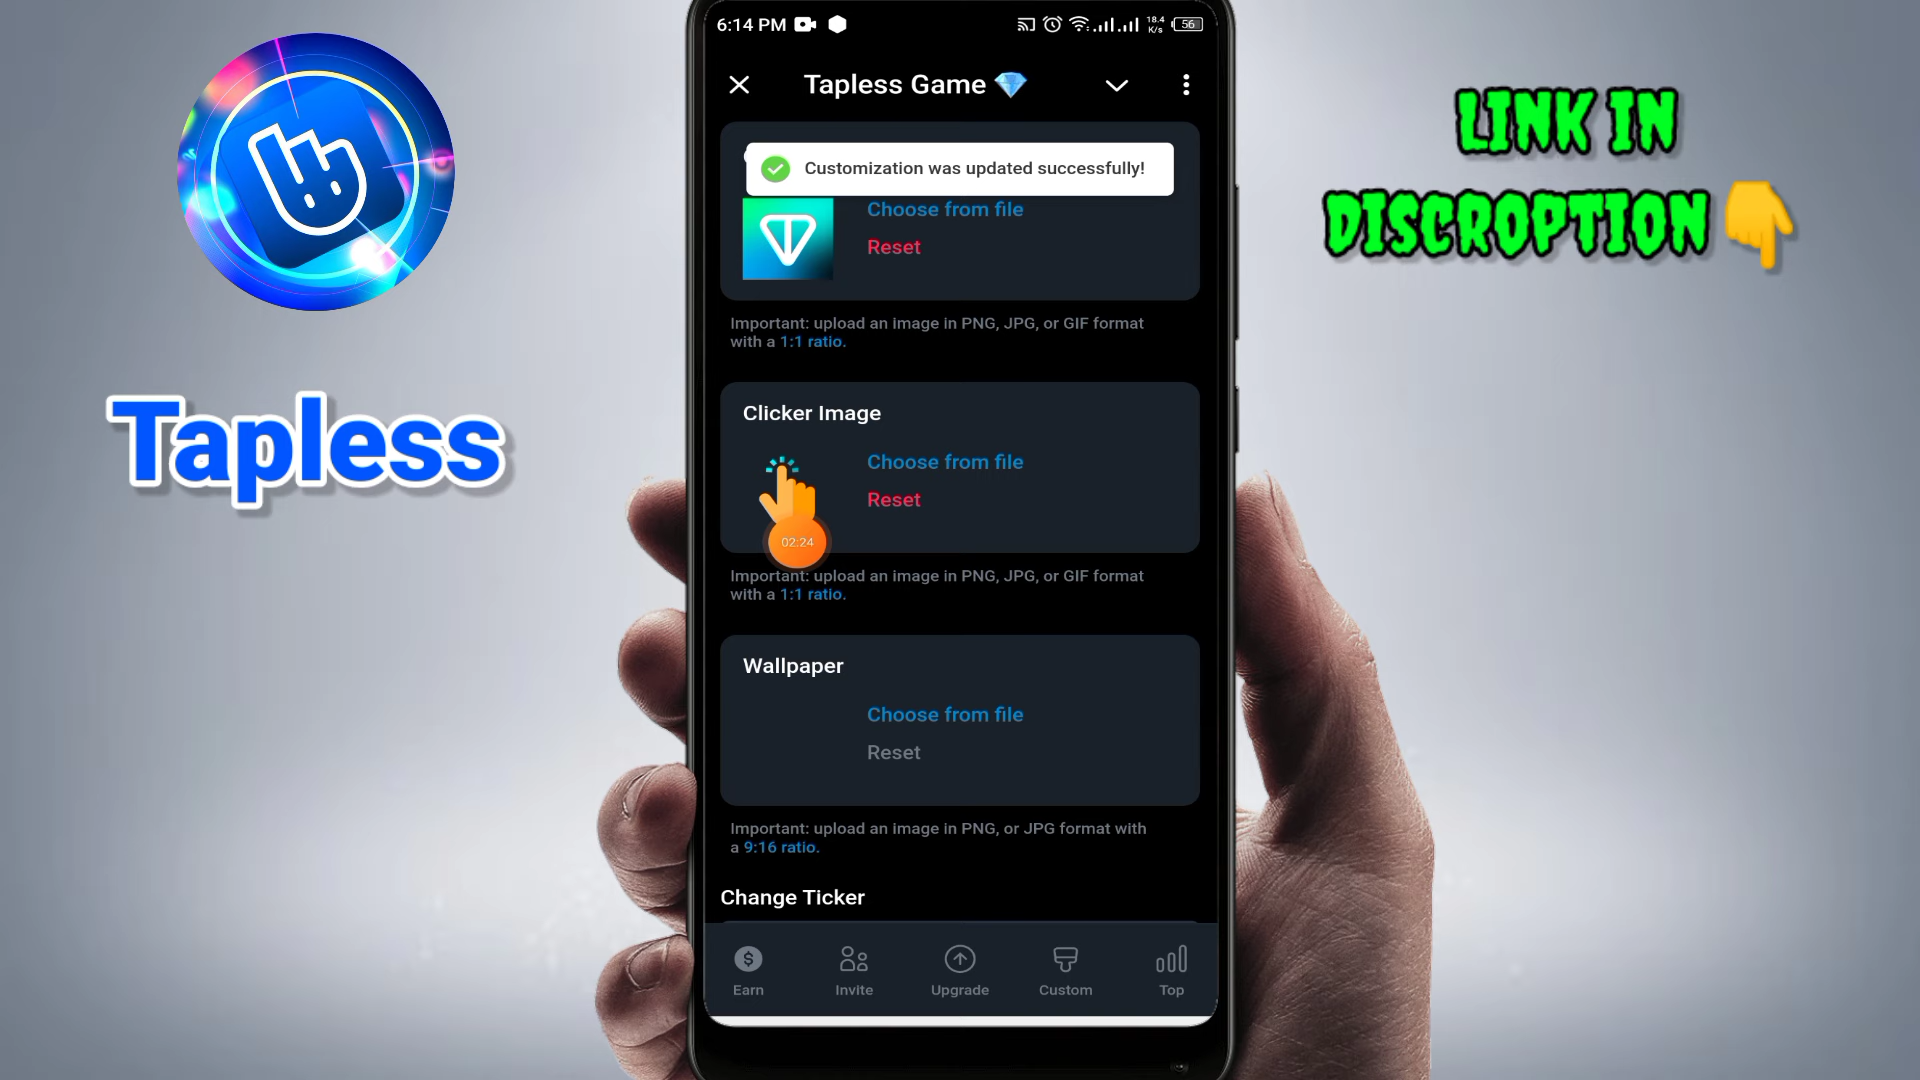 6:14 PM
18.4 K/s
56
Tapless Game
Customization was updated successfully!
Choose from file
Reset
Important: upload an image in PNG, JPG, or GIF format
with a 1:1 ratio.
Clicker Image
Choose from file
Reset
02:24
Important: upload an image in PNG, JPG, or GIF format
with a 1:1 ratio.
Wallpaper
Choose from file
Reset
Important: upload an image in PNG, or JPG format with
a 9:16 ratio.
Change Ticker
$
Earn
Invite
Upgrade
Custom
Top
Tapless
LINK IN
DISCROPTION